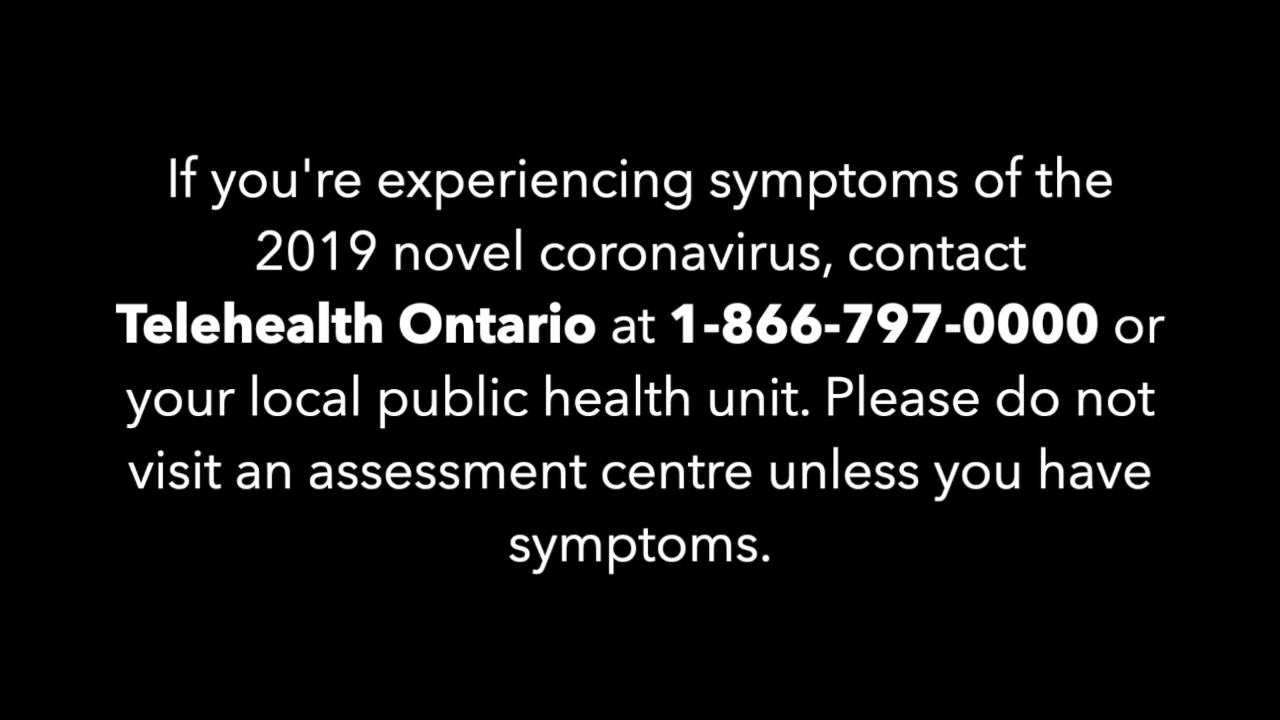 If you're experiencing symptoms of the
2019 novel coronavirus, contact
Telehealth Ontario at 1-866-797-0000 or
your local public health unit. Please do not
visit an assessment centre unless you have
symptoms.